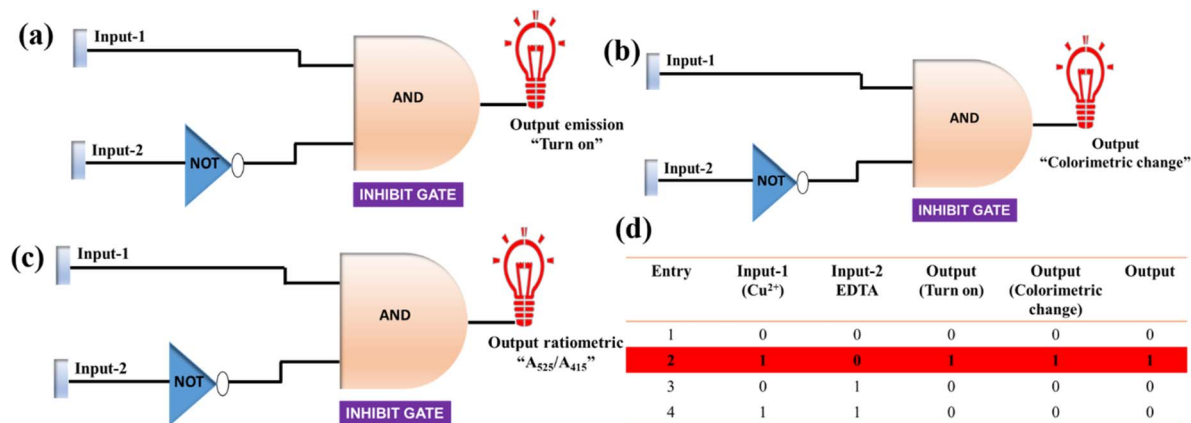 (a)
Input-1
AND
Input-2
NOT
Output emission
“Turn on”
INHIBIT GATE
(b)
Input-1
AND
Input-2
NOT
Output
“Colorimetric change”
INHIBIT GATE
(c)
Input-1
AND
Input-2
NOT
Output ratiometric
“A₅₂₅/A₄₁₅”
INHIBIT GATE
(d)
Entry Input-1 Input-2 Output Output Output
(Cu²⁺) EDTA (Turn on) (Colorimetric
change)
1 0 0 0 0 0
2 1 0 1 1 1
3 0 1 0 0 0
4 1 1 0 0 0